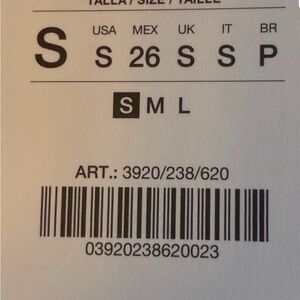 TALLA / SIZE / TAILLE
USA MEX UK IT BR
S S 26 S S P
S M L
ART.: 3920/238/620
03920238620023